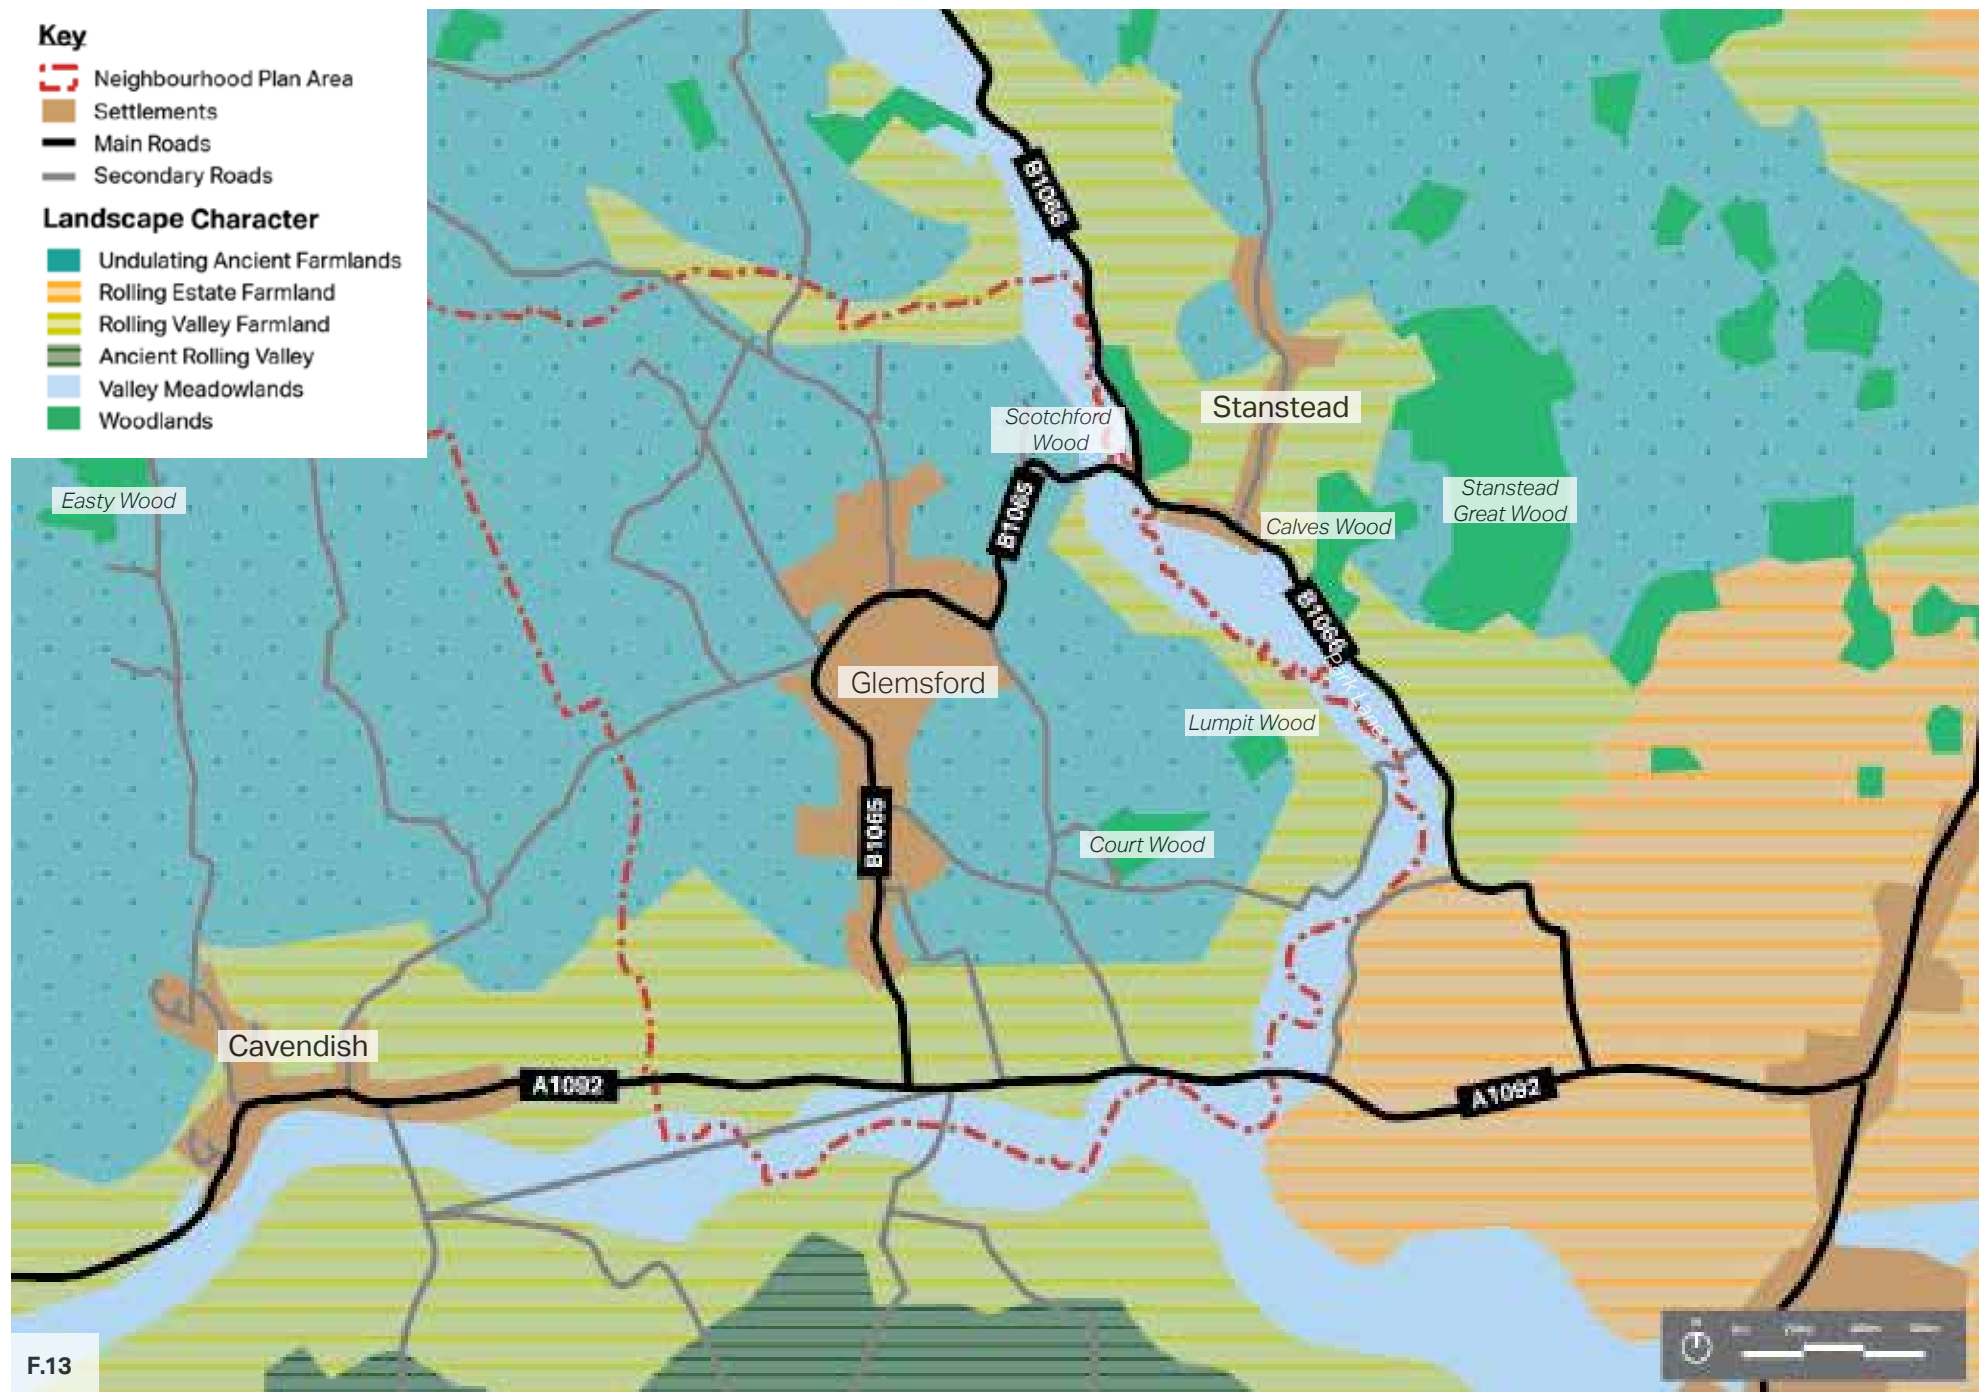 Key
Neighbourhood Plan Area
Settlements
Main Roads
Secondary Roads
Landscape Character
Undulating Ancient Farmlands
Rolling Estate Farmland
Rolling Valley Farmland
Ancient Rolling Valley
Valley Meadowlands
Woodlands
B1066
Stanstead
Scotchford
Wood
Easty Wood
Stanstead
Great Wood
B1065
Calves Wood
B1066
Park Lane
Glemsford
Lumpit Wood
B1065
Court Wood
Cavendish
A1092
A1092
F.13